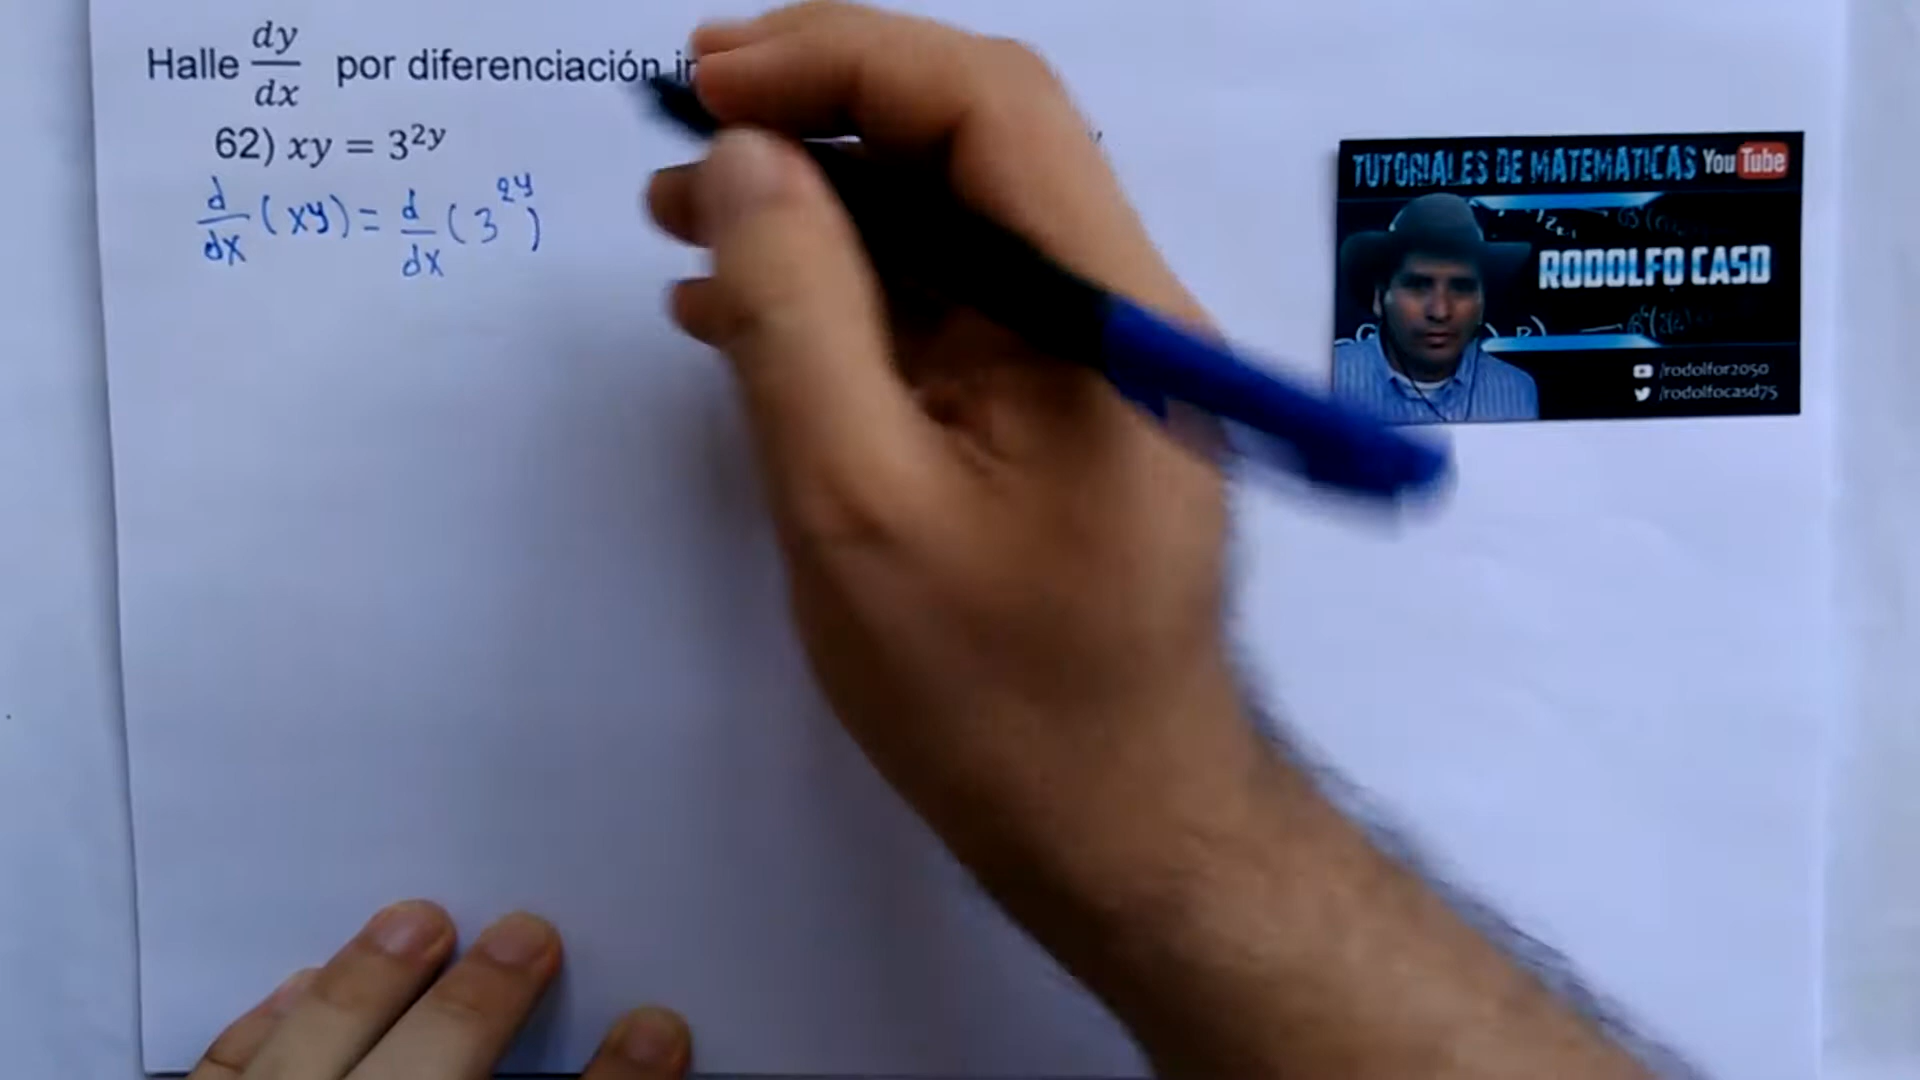 Halle dy/dx por diferenciación
62) xy = 3^{2y}
d/dx (xy) = d/dx (3^{2y})
TUTORIALES DE MATEMATICAS YouTube
RODOLFO CASD
/rodolfor2050
/rodolfocasd75